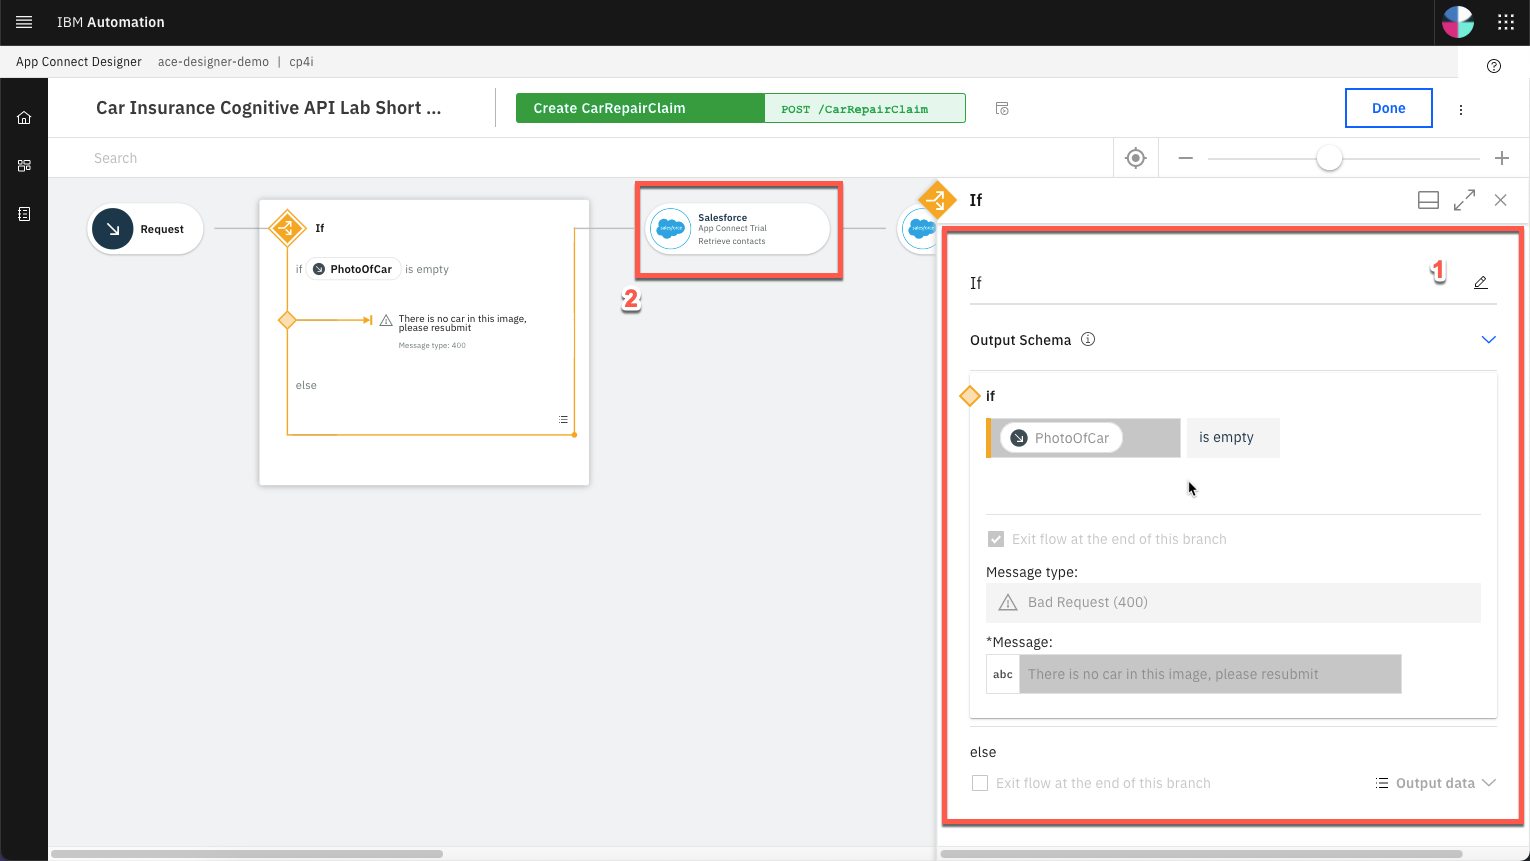 IBM Automation
App Connect Designer ace-designer-demo | cp4i
Car Insurance Cognitive API Lab Short ...
Create CarRepairClaim
POST /CarRepairClaim
Done
Search
Request
If
if PhotoOfCar is empty
There is no car in this image,
please resubmit
Message type: 400
else
salesforce
Salesforce
App Connect Trial
Retrieve contacts
2
salesforce
If
1
If
Output Schema
if
PhotoOfCar
is empty
Exit flow at the end of this branch
Message type:
Bad Request (400)
*Message:
abc
There is no car in this image, please resubmit
else
Exit flow at the end of this branch
Output data